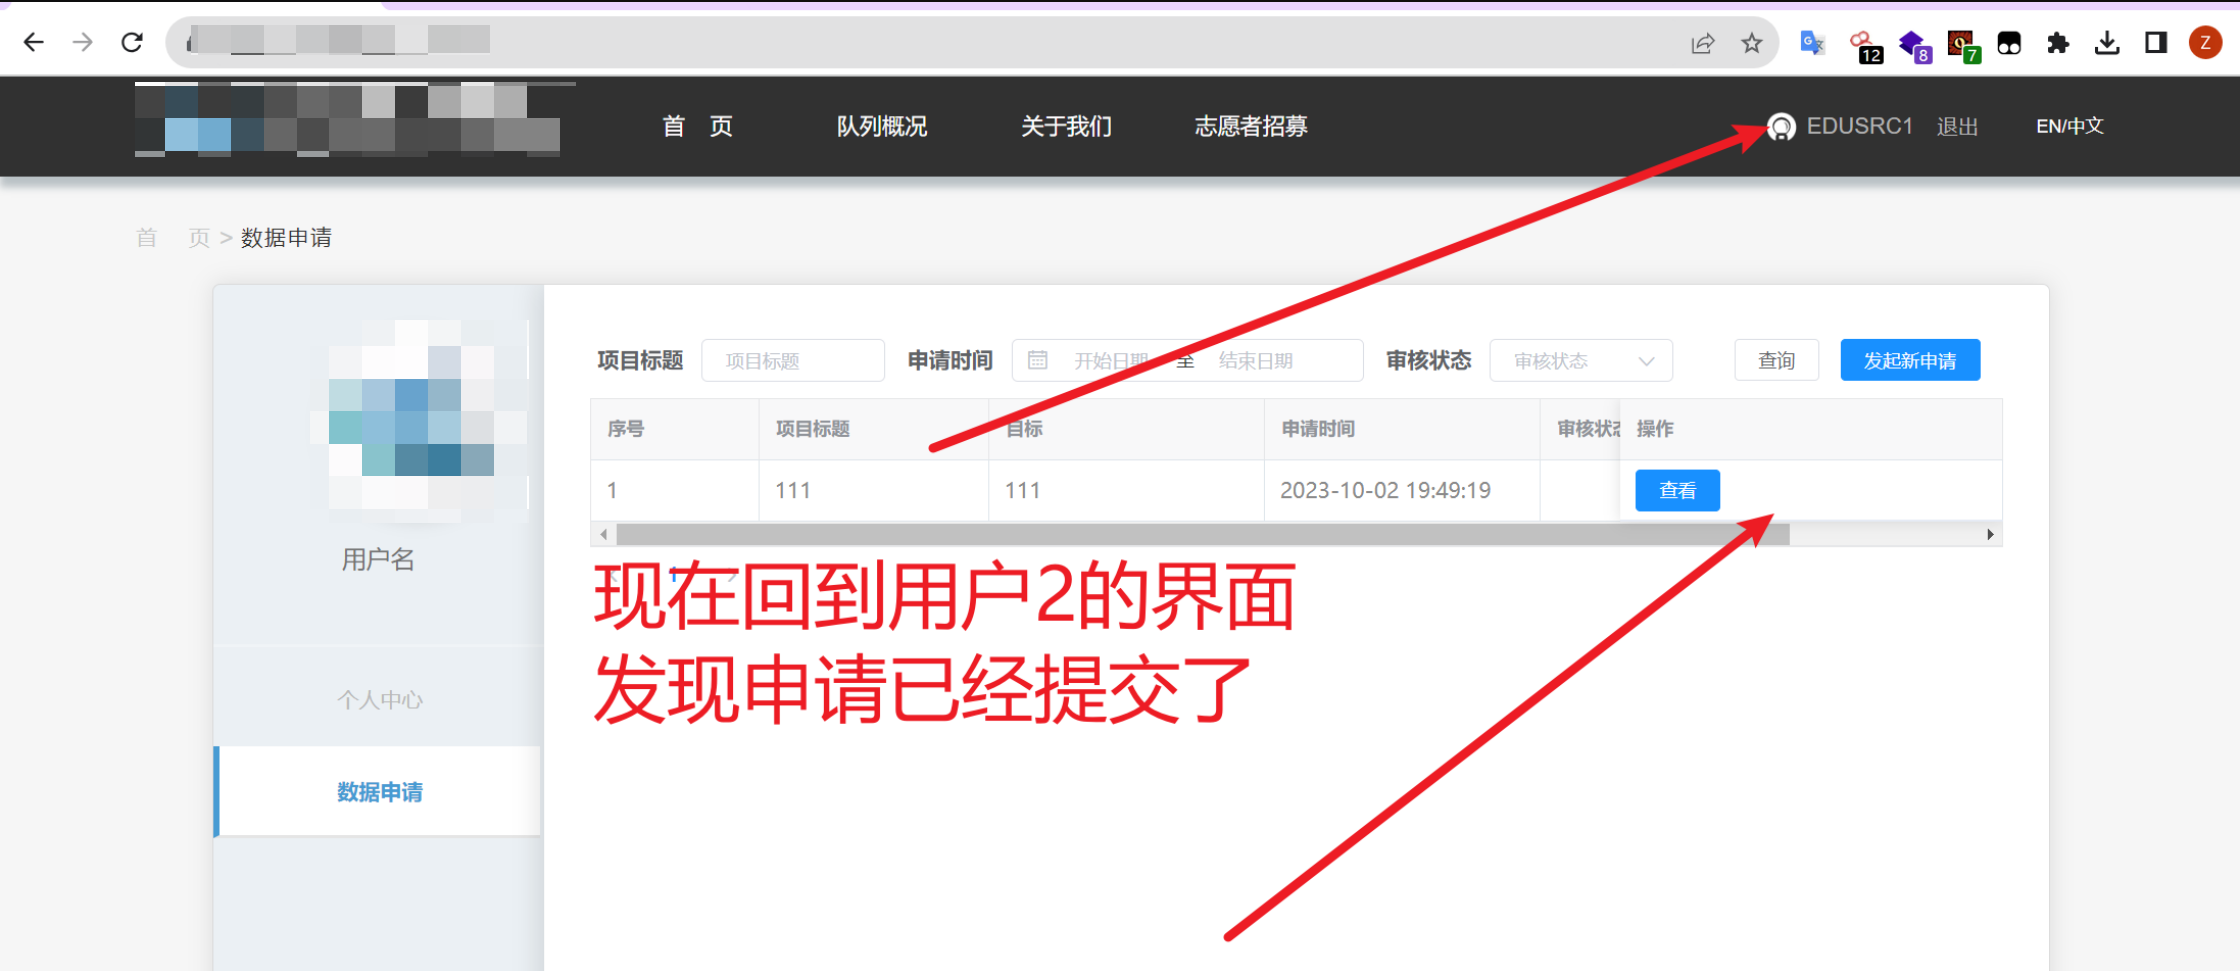 12 8 9 7 Z
首 页 队列概况 关于我们 志愿者招募 EDUSRC1 退出 EN/中文
首 页 > 数据申请
项目标题 项目标题 申请时间 开始日期 至 结束日期 审核状态 审核状态 查询 发起新申请
序号 项目标题 目标 申请时间 审核状态 操作
1 111 111 2023-10-02 19:49:19 查看
用户名
1
现在回到用户2的界面
发现申请已经提交了
个人中心
数据申请